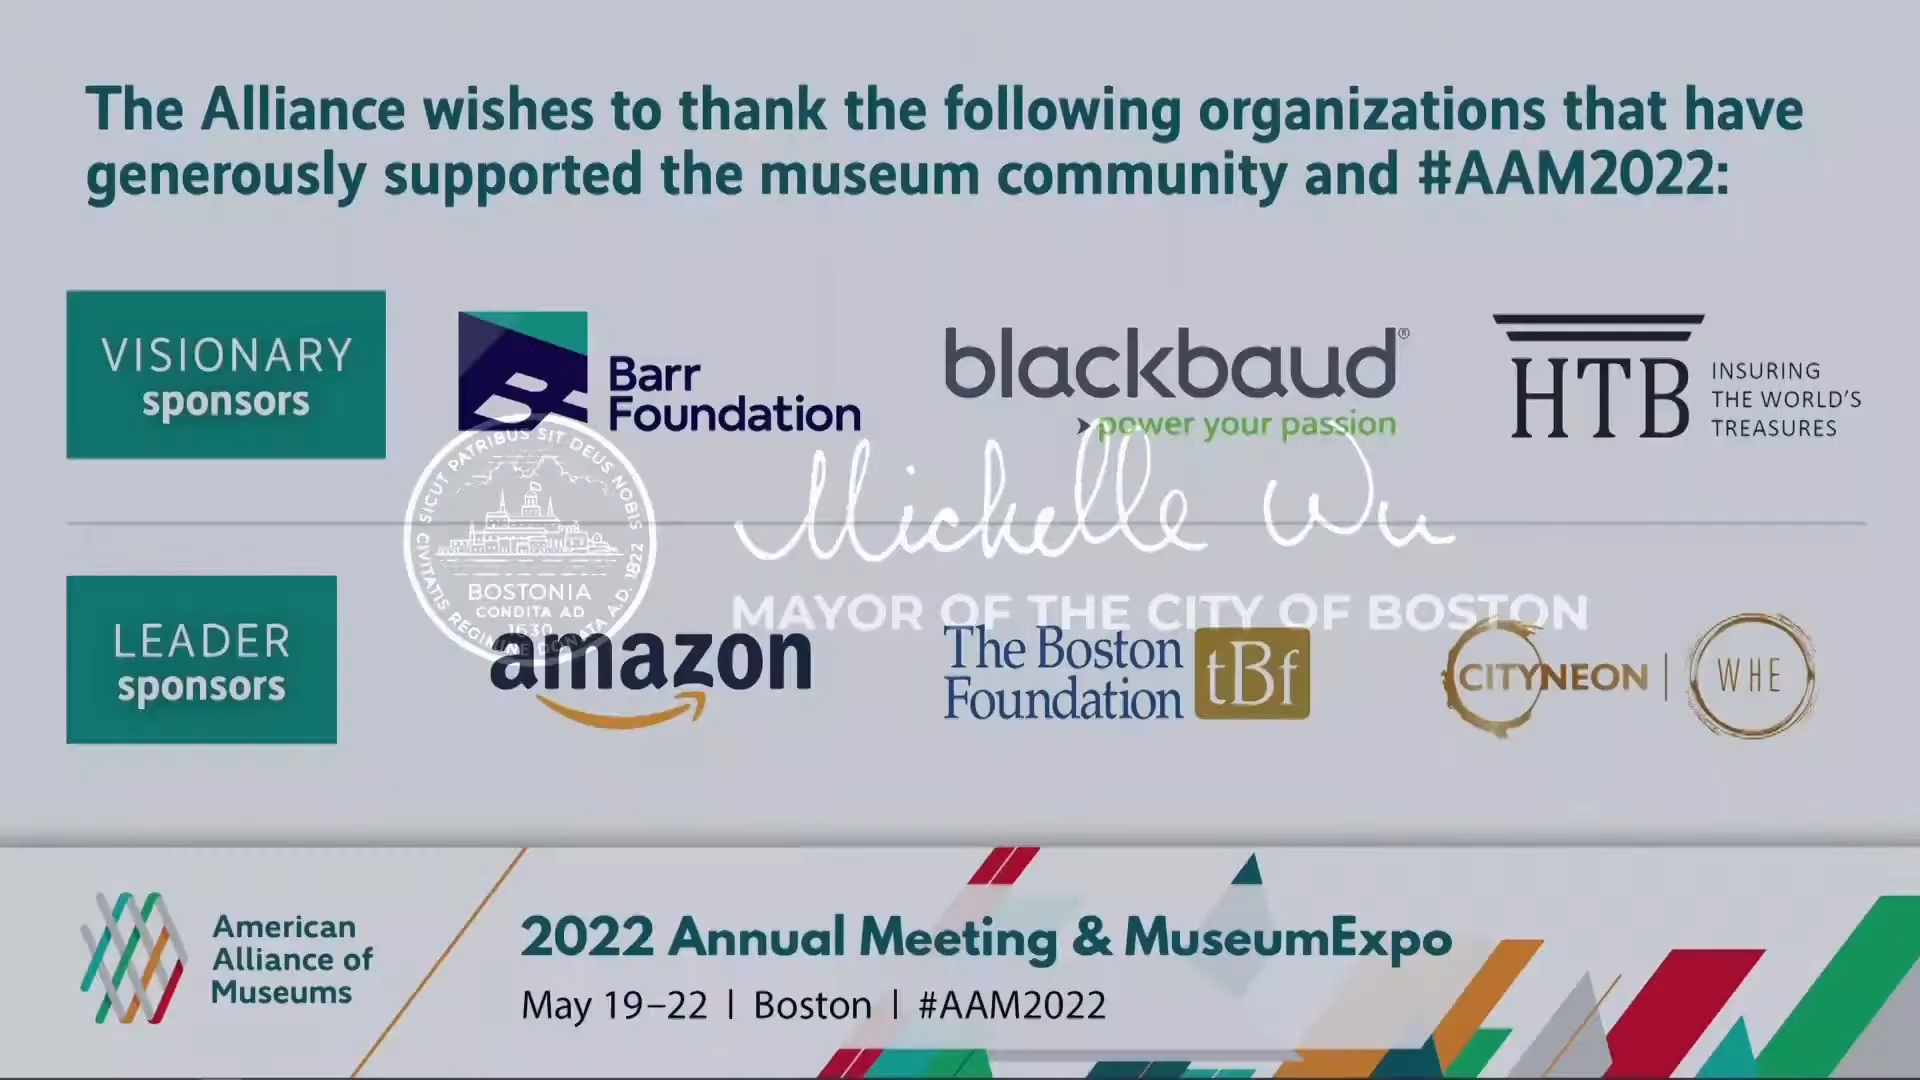 The Alliance wishes to thank the following organizations that have
generously supported the museum community and #AAM2022:
VISIONARY
sponsors
Barr
Foundation
blackbaud®
power your passion
HTB
INSURING
THE WORLD'S
TREASURES
SICUT PATRIBUS SIT DEUS NOBIS
CIVITATIS REGIMINE DONATA A.D. 1822
BOSTONIA
CONDITA AD
1630
Michelle Wu
MAYOR OF THE CITY OF BOSTON
LEADER
sponsors
amazon
The Boston
Foundation
tBf
CITYNEON
WHE
American
Alliance of
Museums
2022 Annual Meeting & MuseumExpo
May 19–22 | Boston | #AAM2022